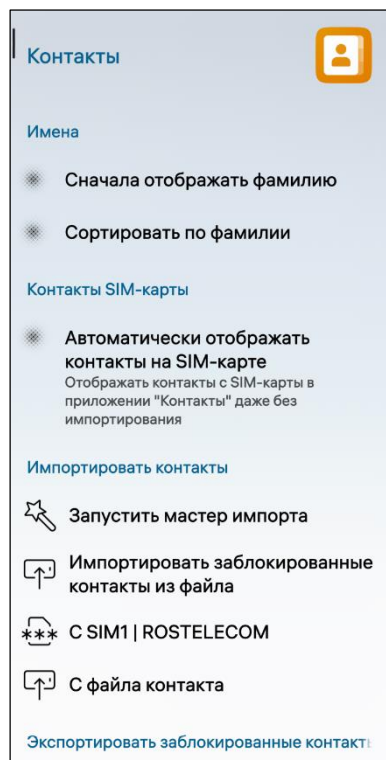 Контакты
Имена
Сначала отображать фамилию
Сортировать по фамилии
Контакты SIM-карты
Автоматически отображать
контакты на SIM-карте
Отображать контакты с SIM-карты в
приложении "Контакты" даже без
импортирования
Импортировать контакты
Запустить мастер импорта
Импортировать заблокированные
контакты из файла
С SIM1 | ROSTELECOM
С файла контакта
Экспортировать заблокированные контакт